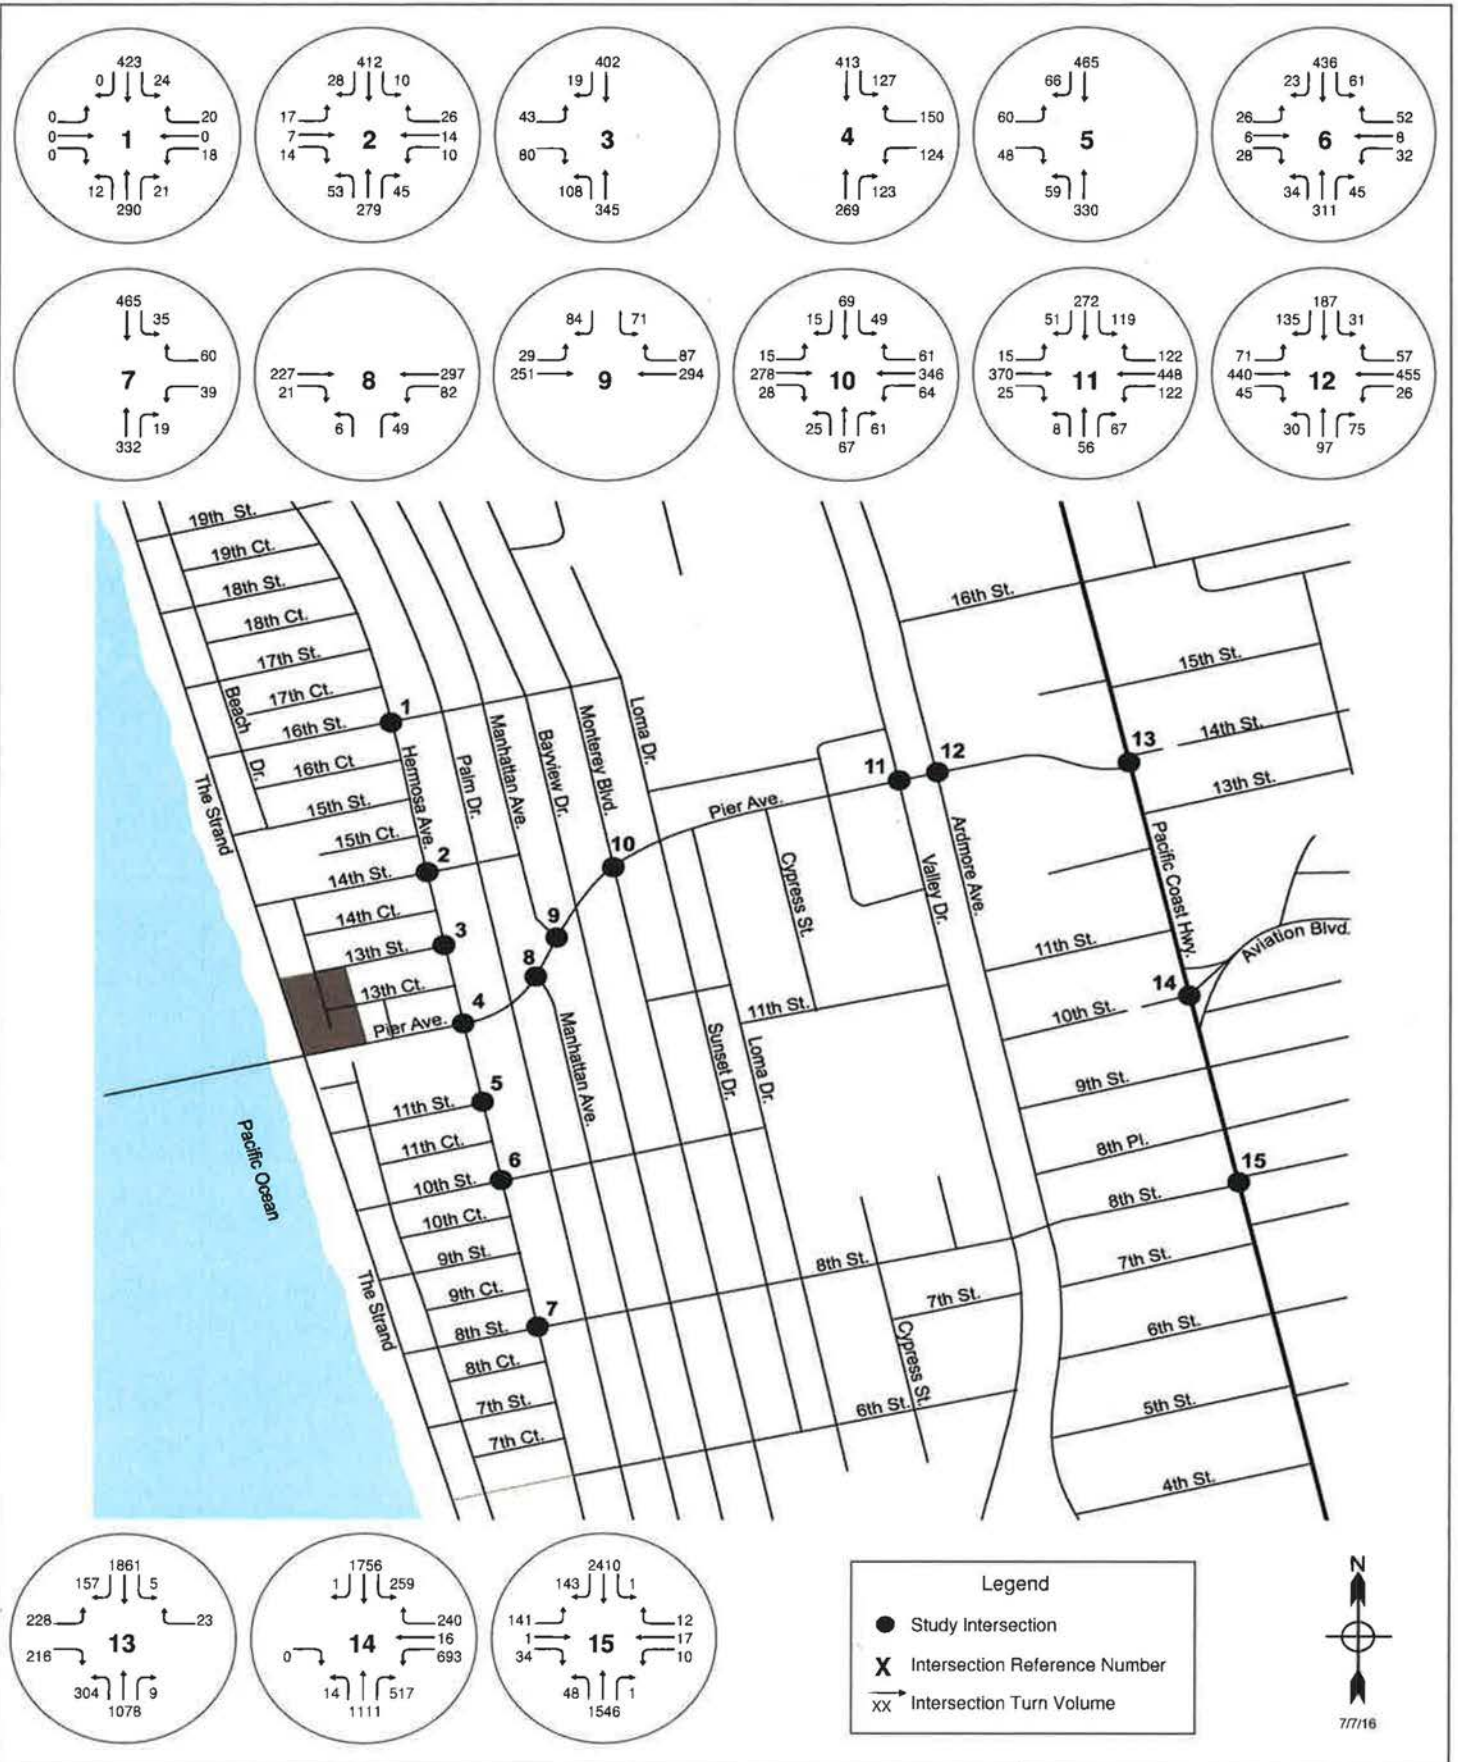 423
0 24
0 20
0 1 0
0 18
12 21
290
412
28 10
17 26
7 2 14
14 10
53 45
279
402
19
43
3
80
108
345
413
127
150
4
124
123
269
465
66
60
5
48
59
330
436
23 61
26 52
6 6 8
28 32
34 45
311
465
35
60
7
39
19
332
227 8 297
21 82
6 49
84 71
29 87
251 9 294
69
15 49
15 61
278 10 346
28 64
25 61
67
272
51 119
15 122
370 11 448
25 122
8 67
56
187
135 31
71 57
440 12 455
45 26
30 75
97
19th St.
19th Ct.
18th St.
18th Ct.
17th St.
17th Ct.
16th St.
16th Ct
15th St.
15th Ct.
14th St.
14th Ct.
13th St.
13th Ct.
Pier Ave.
11th St.
11th Ct.
10th St.
10th Ct.
9th St.
9th Ct.
8th St.
8th Ct.
7th St.
7th Ct.
Beach Dr.
The Strand
The Strand
Pacific Ocean
Hermosa Ave.
Palm Dr.
Manhattan Ave.
Bayview Dr.
Monterey Blvd.
Loma Dr.
Manhattan Ave.
Sunset Dr.
Loma Dr.
Pier Ave.
Cypress St.
11th St.
Valley Dr.
Ardmore Ave.
8th St.
7th St.
Cypress St.
6th St.
16th St.
15th St.
14th St.
13th St.
Pacific Coast Hwy.
Aviation Blvd.
11th St.
10th St.
9th St.
8th Pl.
8th St.
7th St.
6th St.
5th St.
4th St.
1
2
3
4
5
6
7
8
9
10
11
12
13
14
15
1861
157 5
228 23
13
216
304 9
1078
1756
1 259
240
14 16
0 693
14 517
1111
2410
143 1
141 12
1 15 17
34 10
48 1
1546
Legend
Study Intersection
X Intersection Reference Number
XX Intersection Turn Volume
N
7/7/16